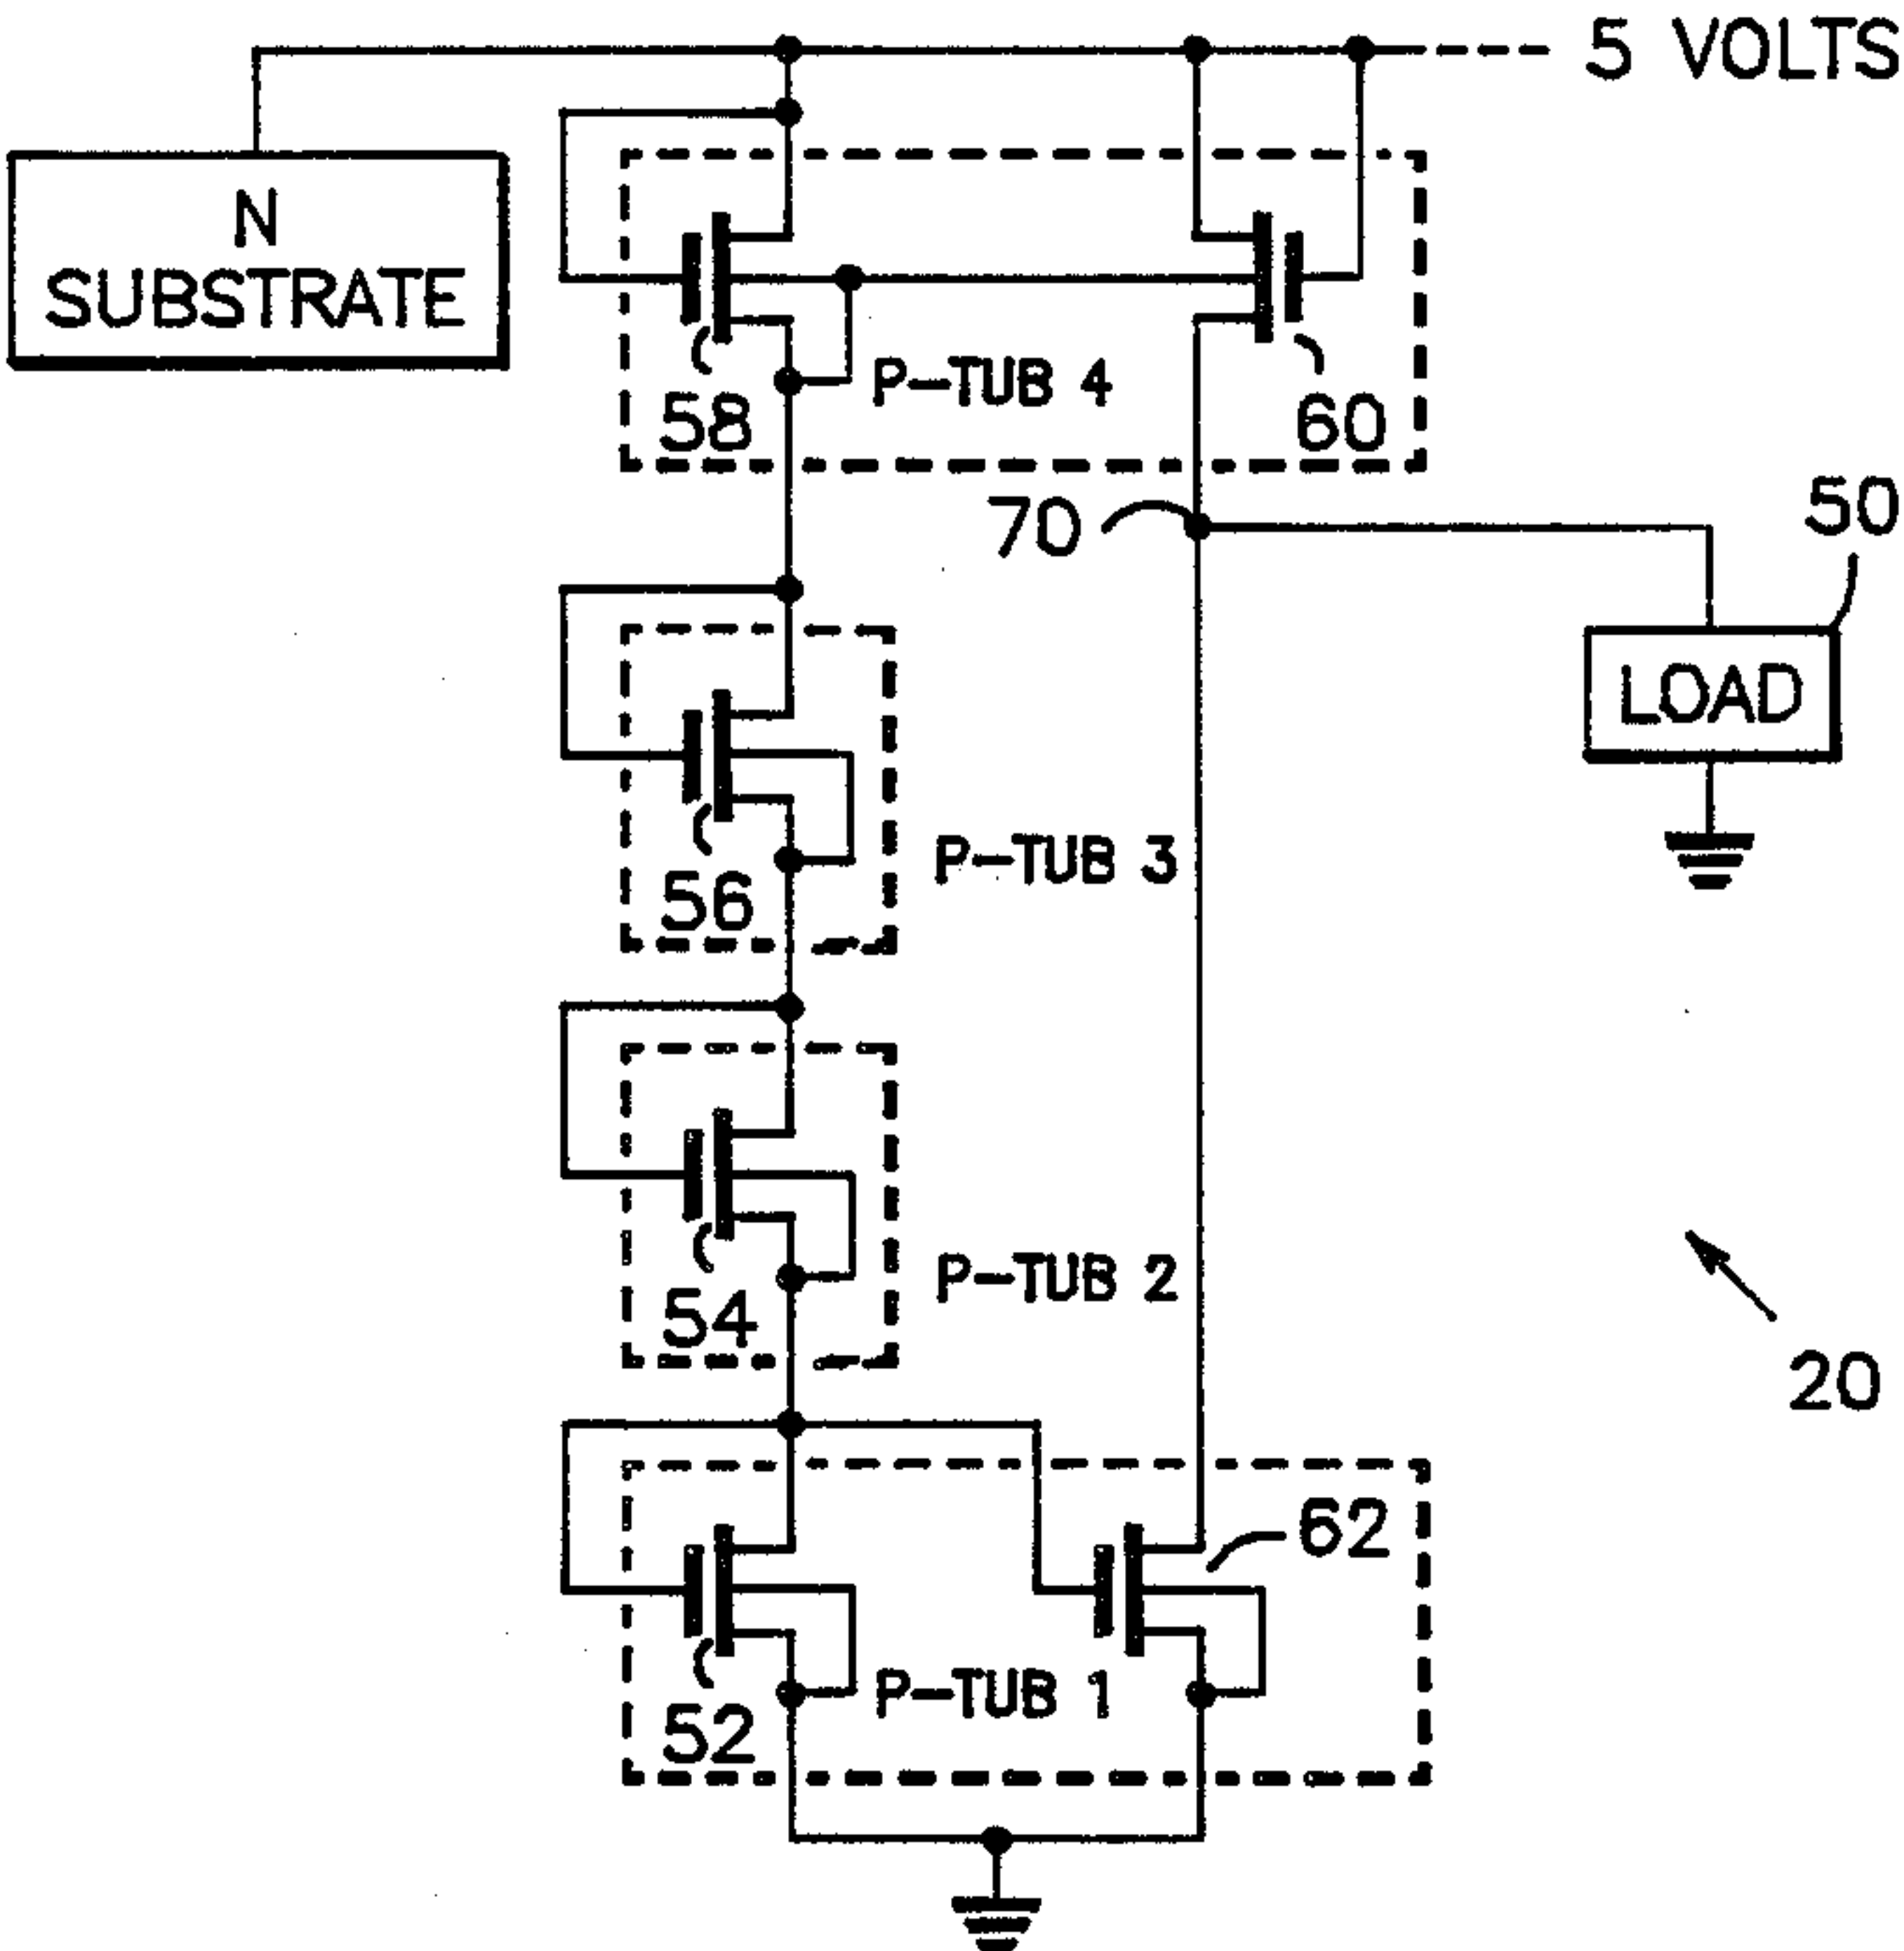 5 VOLTS
N
SUBSTRATE
P-TUB 4
58
60
70
50
LOAD
P-TUB 3
56
P-TUB 2
54
20
62
P-TUB 1
52